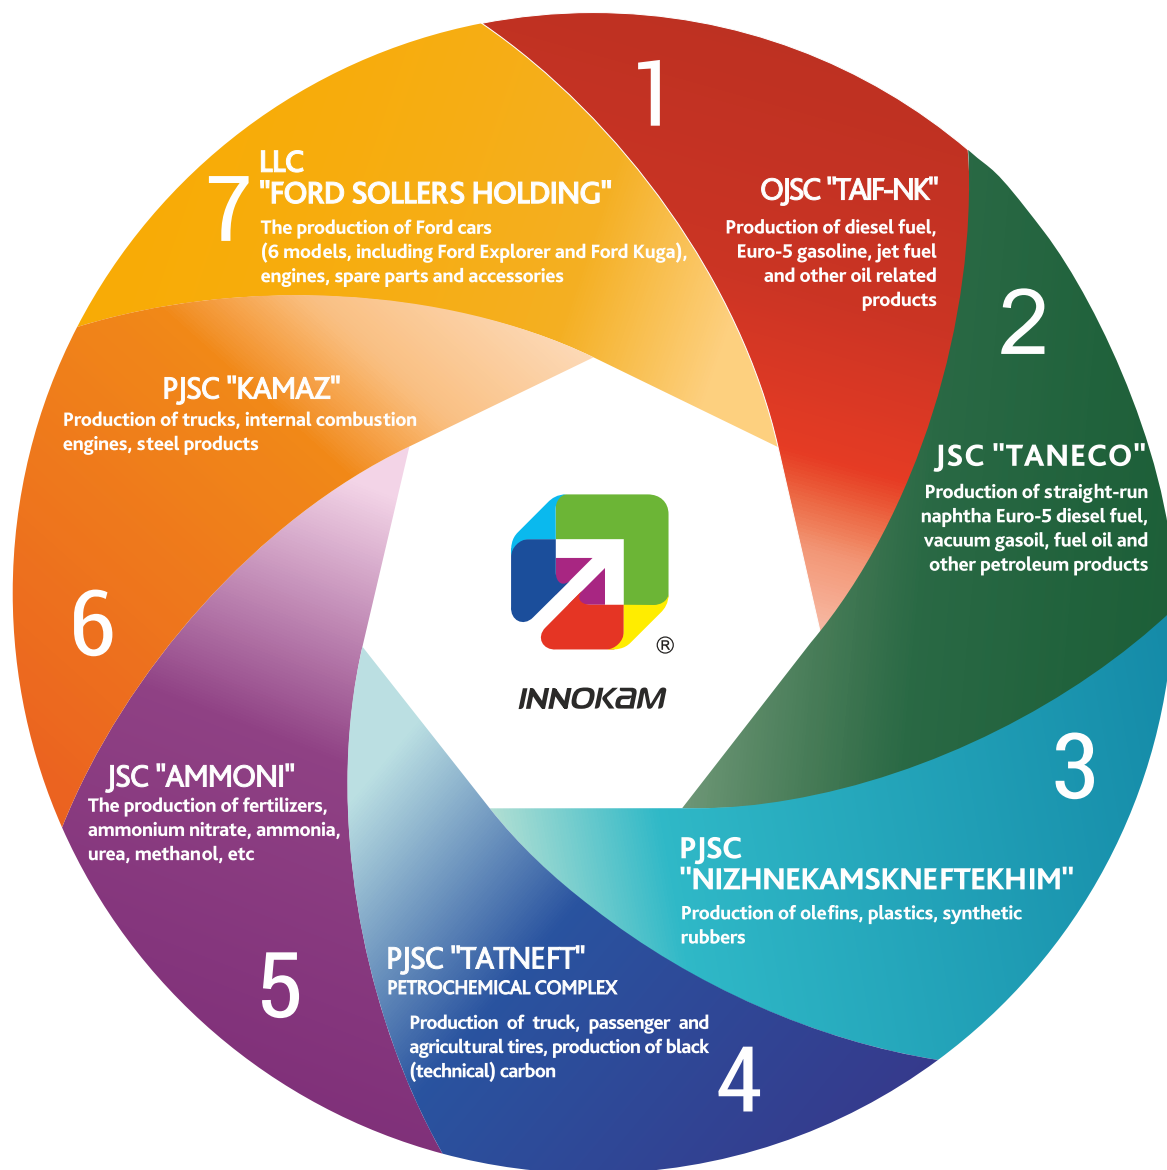 1
OJSC "TAIF-NK"
Production of diesel fuel,
Euro-5 gasoline, jet fuel
and other oil related
products
2
JSC "TANECO"
Production of straight-run
naphtha Euro-5 diesel fuel,
vacuum gasoil, fuel oil and
other petroleum products
3
PJSC
"NIZHNEKAMSKNEFTEKHIM"
Production of olefins, plastics, synthetic
rubbers
PJSC "TATNEFT"
PETROCHEMICAL COMPLEX
Production of truck, passenger and
agricultural tires, production of black
(technical) carbon
4
JSC "AMMONI"
The production of fertilizers,
ammonium nitrate, ammonia,
urea, methanol, etc
5
PJSC "KAMAZ"
Production of trucks, internal combustion
engines, steel products
6
7
LLC
"FORD SOLLERS HOLDING"
The production of Ford cars
(6 models, including Ford Explorer and Ford Kuga),
engines, spare parts and accessories
®
INNOKAM